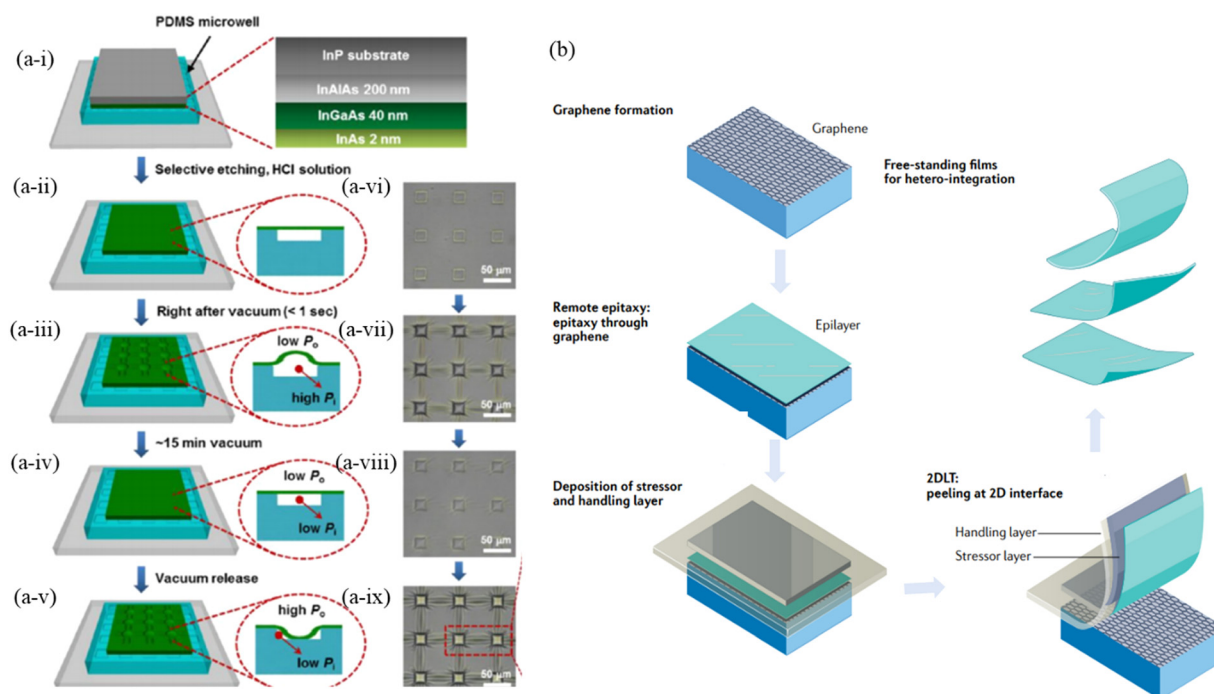 PDMS microwell
(a-i)
InP substrate
InAlAs 200 nm
InGaAs 40 nm
InAs 2 nm
Selective etching, HCl solution
(a-ii)
(a-vi)
50 μm
Right after vacuum (< 1 sec)
(a-iii)
low Po
high Pi
(a-vii)
50 μm
~15 min vacuum
(a-iv)
low Po
low Pi
(a-viii)
50 μm
Vacuum release
(a-v)
high Po
low Pi
(a-ix)
50 μm
(b)
Graphene formation
Graphene
Free-standing films
for hetero-integration
Remote epitaxy:
epitaxy through
graphene
Epilayer
Deposition of stressor
and handling layer
2DLT:
peeling at 2D interface
Handling layer
Stressor layer